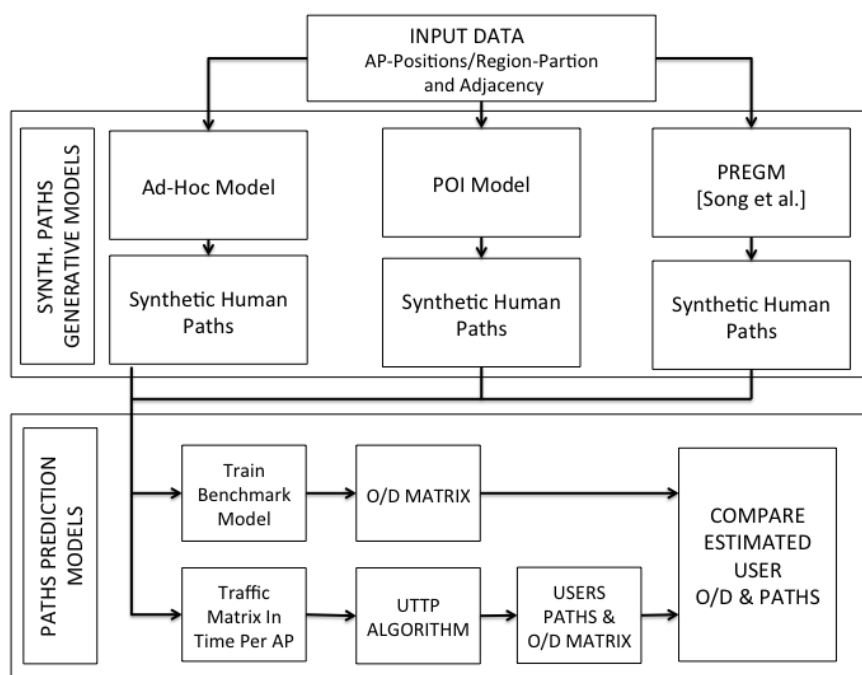 INPUT DATA
AP-Positions/Region-Partion
and Adjacency
SYNTH. PATHS
GENERATIVE MODELS
Ad-Hoc Model
POI Model
PREGM
[Song et al.]
Synthetic Human
Paths
Synthetic Human
Paths
Synthetic Human
Paths
PATHS PREDICTION
MODELS
Train
Benchmark
Model
O/D MATRIX
Traffic
Matrix In
Time Per AP
UTTP
ALGORITHM
USERS
PATHS &
O/D MATRIX
COMPARE
ESTIMATED
USER
O/D & PATHS